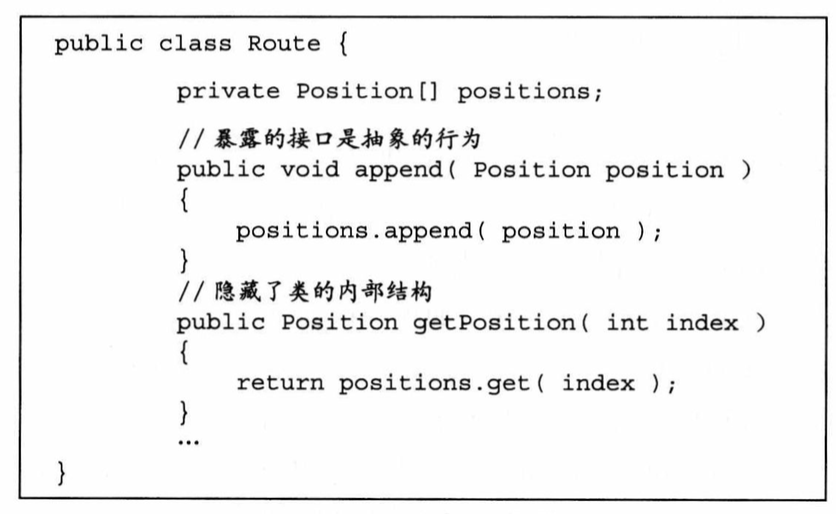 public class Route {
private Position[] positions;
// 暴露的接口是抽象的行为
public void append( Position position )
{
positions.append( position );
}
// 隐藏了类的内部结构
public Position getPosition( int index )
{
return positions.get( index );
}
…
}